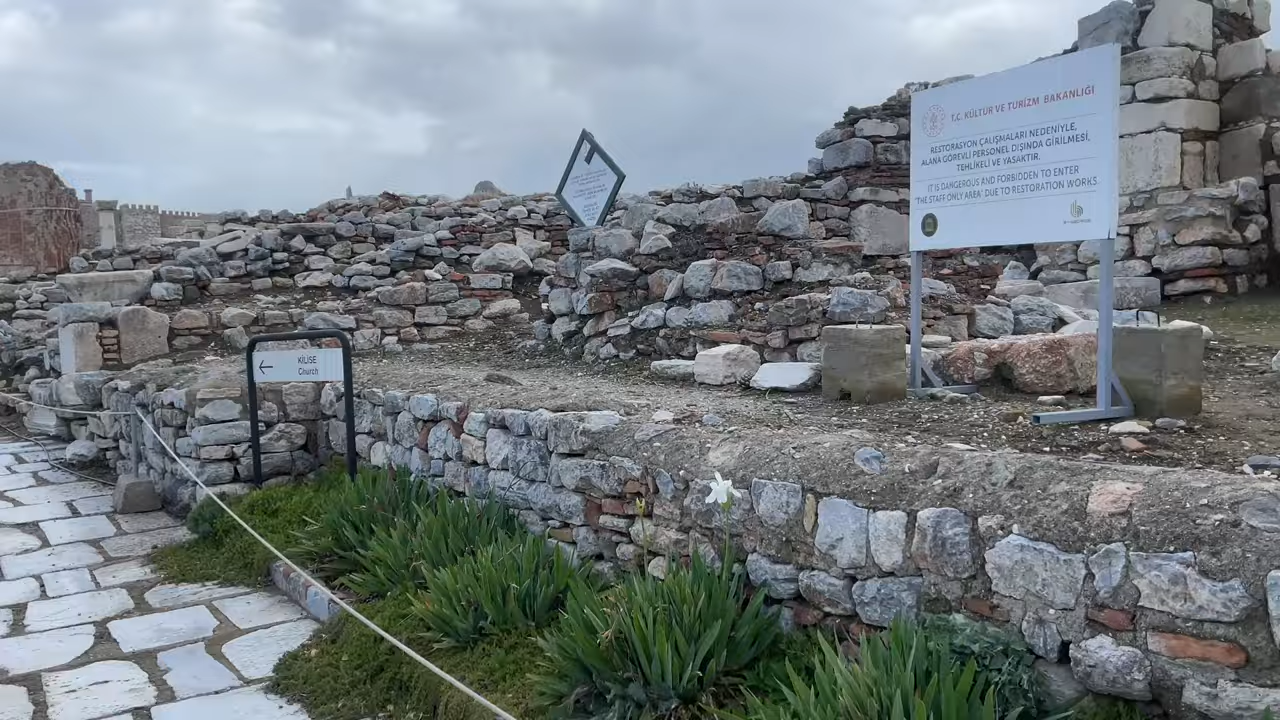 T.C. KÜLTÜR VE TURİZM BAKANLIĞI
RESTORASYON ÇALIŞMALARI NEDENİYLE,
ALANA GÖREVLİ PERSONEL DIŞINDA GİRİLMESİ,
TEHLİKELİ VE YASAKTIR.
IT IS DANGEROUS AND FORBIDDEN TO ENTER
"THE STAFF ONLY AREA" DUE TO RESTORATION WORKS.
KİLİSE
Church